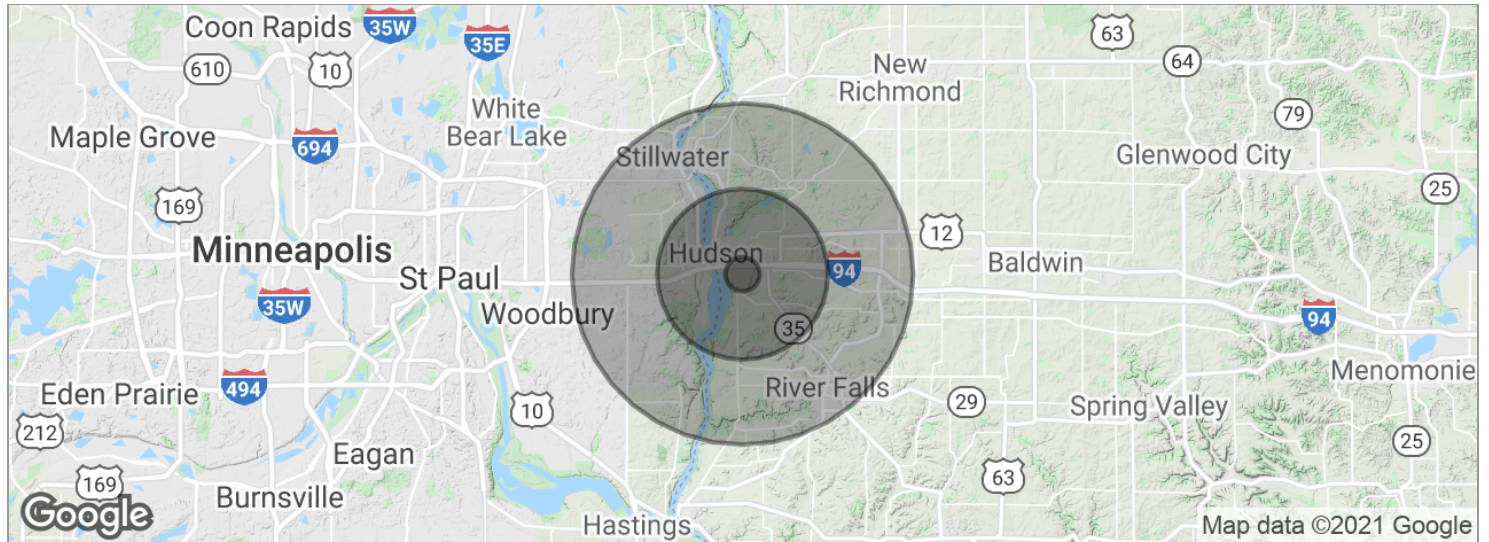 Coon Rapids
35W
35E
63
610
10
New
Richmond
64
White
Bear Lake
79
Maple Grove
694
Stillwater
Glenwood City
25
169
12
Minneapolis
Hudson
94
Baldwin
St Paul
35W
Woodbury
35
94
Menomonie
494
Eden Prairie
River Falls
10
29
Spring Valley
212
25
Eagan
169
63
Burnsville
Google
Hastings
Map data ©2021 Google